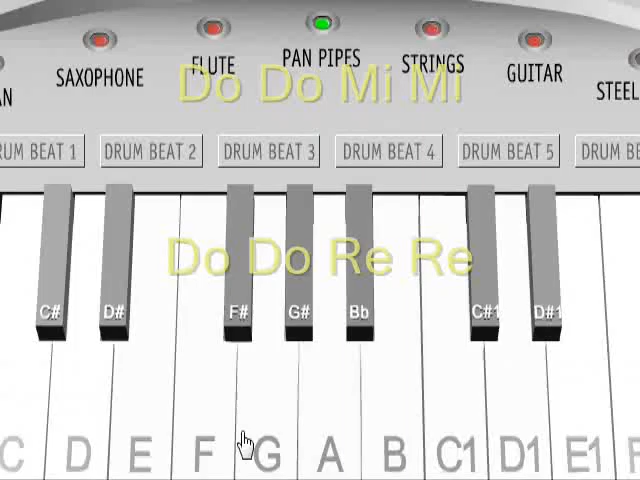 PAN PIPES
FLUTE
STRINGS
SAXOPHONE
GUITAR
STEEL
AN
Do Do Mi Mi
RUM BEAT 1
DRUM BEAT 2
DRUM BEAT 3
DRUM BEAT 4
DRUM BEAT 5
DRUM BE
Do Do Re Re
C# D# F# G# Bb C#1 D#1
C D E F G A B C1 D1 E1 F